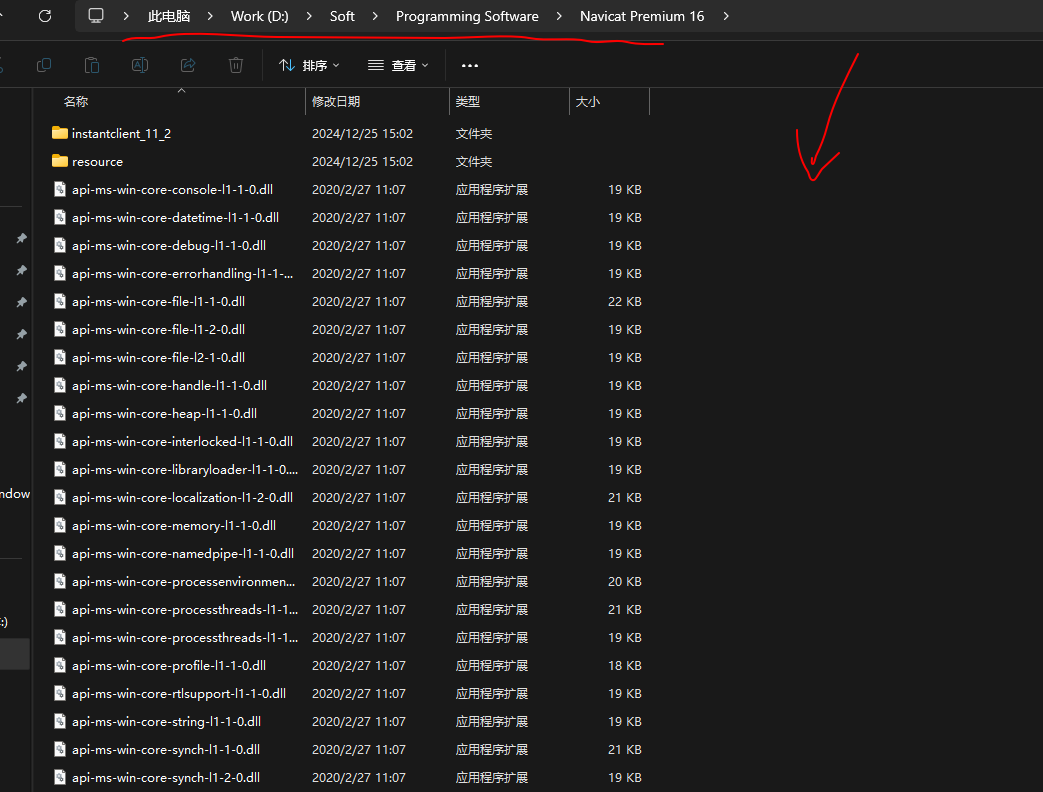 此电脑 > Work (D:) > Soft > Programming Software > Navicat Premium 16 >
排序 查看
名称 修改日期 类型 大小
instantclient_11_2 2024/12/25 15:02 文件夹
resource 2024/12/25 15:02 文件夹
api-ms-win-core-console-l1-1-0.dll 2020/2/27 11:07 应用程序扩展 19 KB
api-ms-win-core-datetime-l1-1-0.dll 2020/2/27 11:07 应用程序扩展 19 KB
api-ms-win-core-debug-l1-1-0.dll 2020/2/27 11:07 应用程序扩展 19 KB
api-ms-win-core-errorhandling-l1-1-... 2020/2/27 11:07 应用程序扩展 19 KB
api-ms-win-core-file-l1-1-0.dll 2020/2/27 11:07 应用程序扩展 22 KB
api-ms-win-core-file-l1-2-0.dll 2020/2/27 11:07 应用程序扩展 19 KB
api-ms-win-core-file-l2-1-0.dll 2020/2/27 11:07 应用程序扩展 19 KB
api-ms-win-core-handle-l1-1-0.dll 2020/2/27 11:07 应用程序扩展 19 KB
api-ms-win-core-heap-l1-1-0.dll 2020/2/27 11:07 应用程序扩展 19 KB
api-ms-win-core-interlocked-l1-1-0.dll 2020/2/27 11:07 应用程序扩展 19 KB
api-ms-win-core-libraryloader-l1-1-0.... 2020/2/27 11:07 应用程序扩展 19 KB
ndow
api-ms-win-core-localization-l1-2-0.dll 2020/2/27 11:07 应用程序扩展 21 KB
api-ms-win-core-memory-l1-1-0.dll 2020/2/27 11:07 应用程序扩展 19 KB
api-ms-win-core-namedpipe-l1-1-0.dll 2020/2/27 11:07 应用程序扩展 19 KB
api-ms-win-core-processenvironmen... 2020/2/27 11:07 应用程序扩展 20 KB
api-ms-win-core-processthreads-l1-1... 2020/2/27 11:07 应用程序扩展 21 KB
:)
api-ms-win-core-processthreads-l1-1... 2020/2/27 11:07 应用程序扩展 19 KB
api-ms-win-core-profile-l1-1-0.dll 2020/2/27 11:07 应用程序扩展 18 KB
api-ms-win-core-rtlsupport-l1-1-0.dll 2020/2/27 11:07 应用程序扩展 19 KB
api-ms-win-core-string-l1-1-0.dll 2020/2/27 11:07 应用程序扩展 19 KB
api-ms-win-core-synch-l1-1-0.dll 2020/2/27 11:07 应用程序扩展 21 KB
api-ms-win-core-synch-l1-2-0.dll 2020/2/27 11:07 应用程序扩展 19 KB